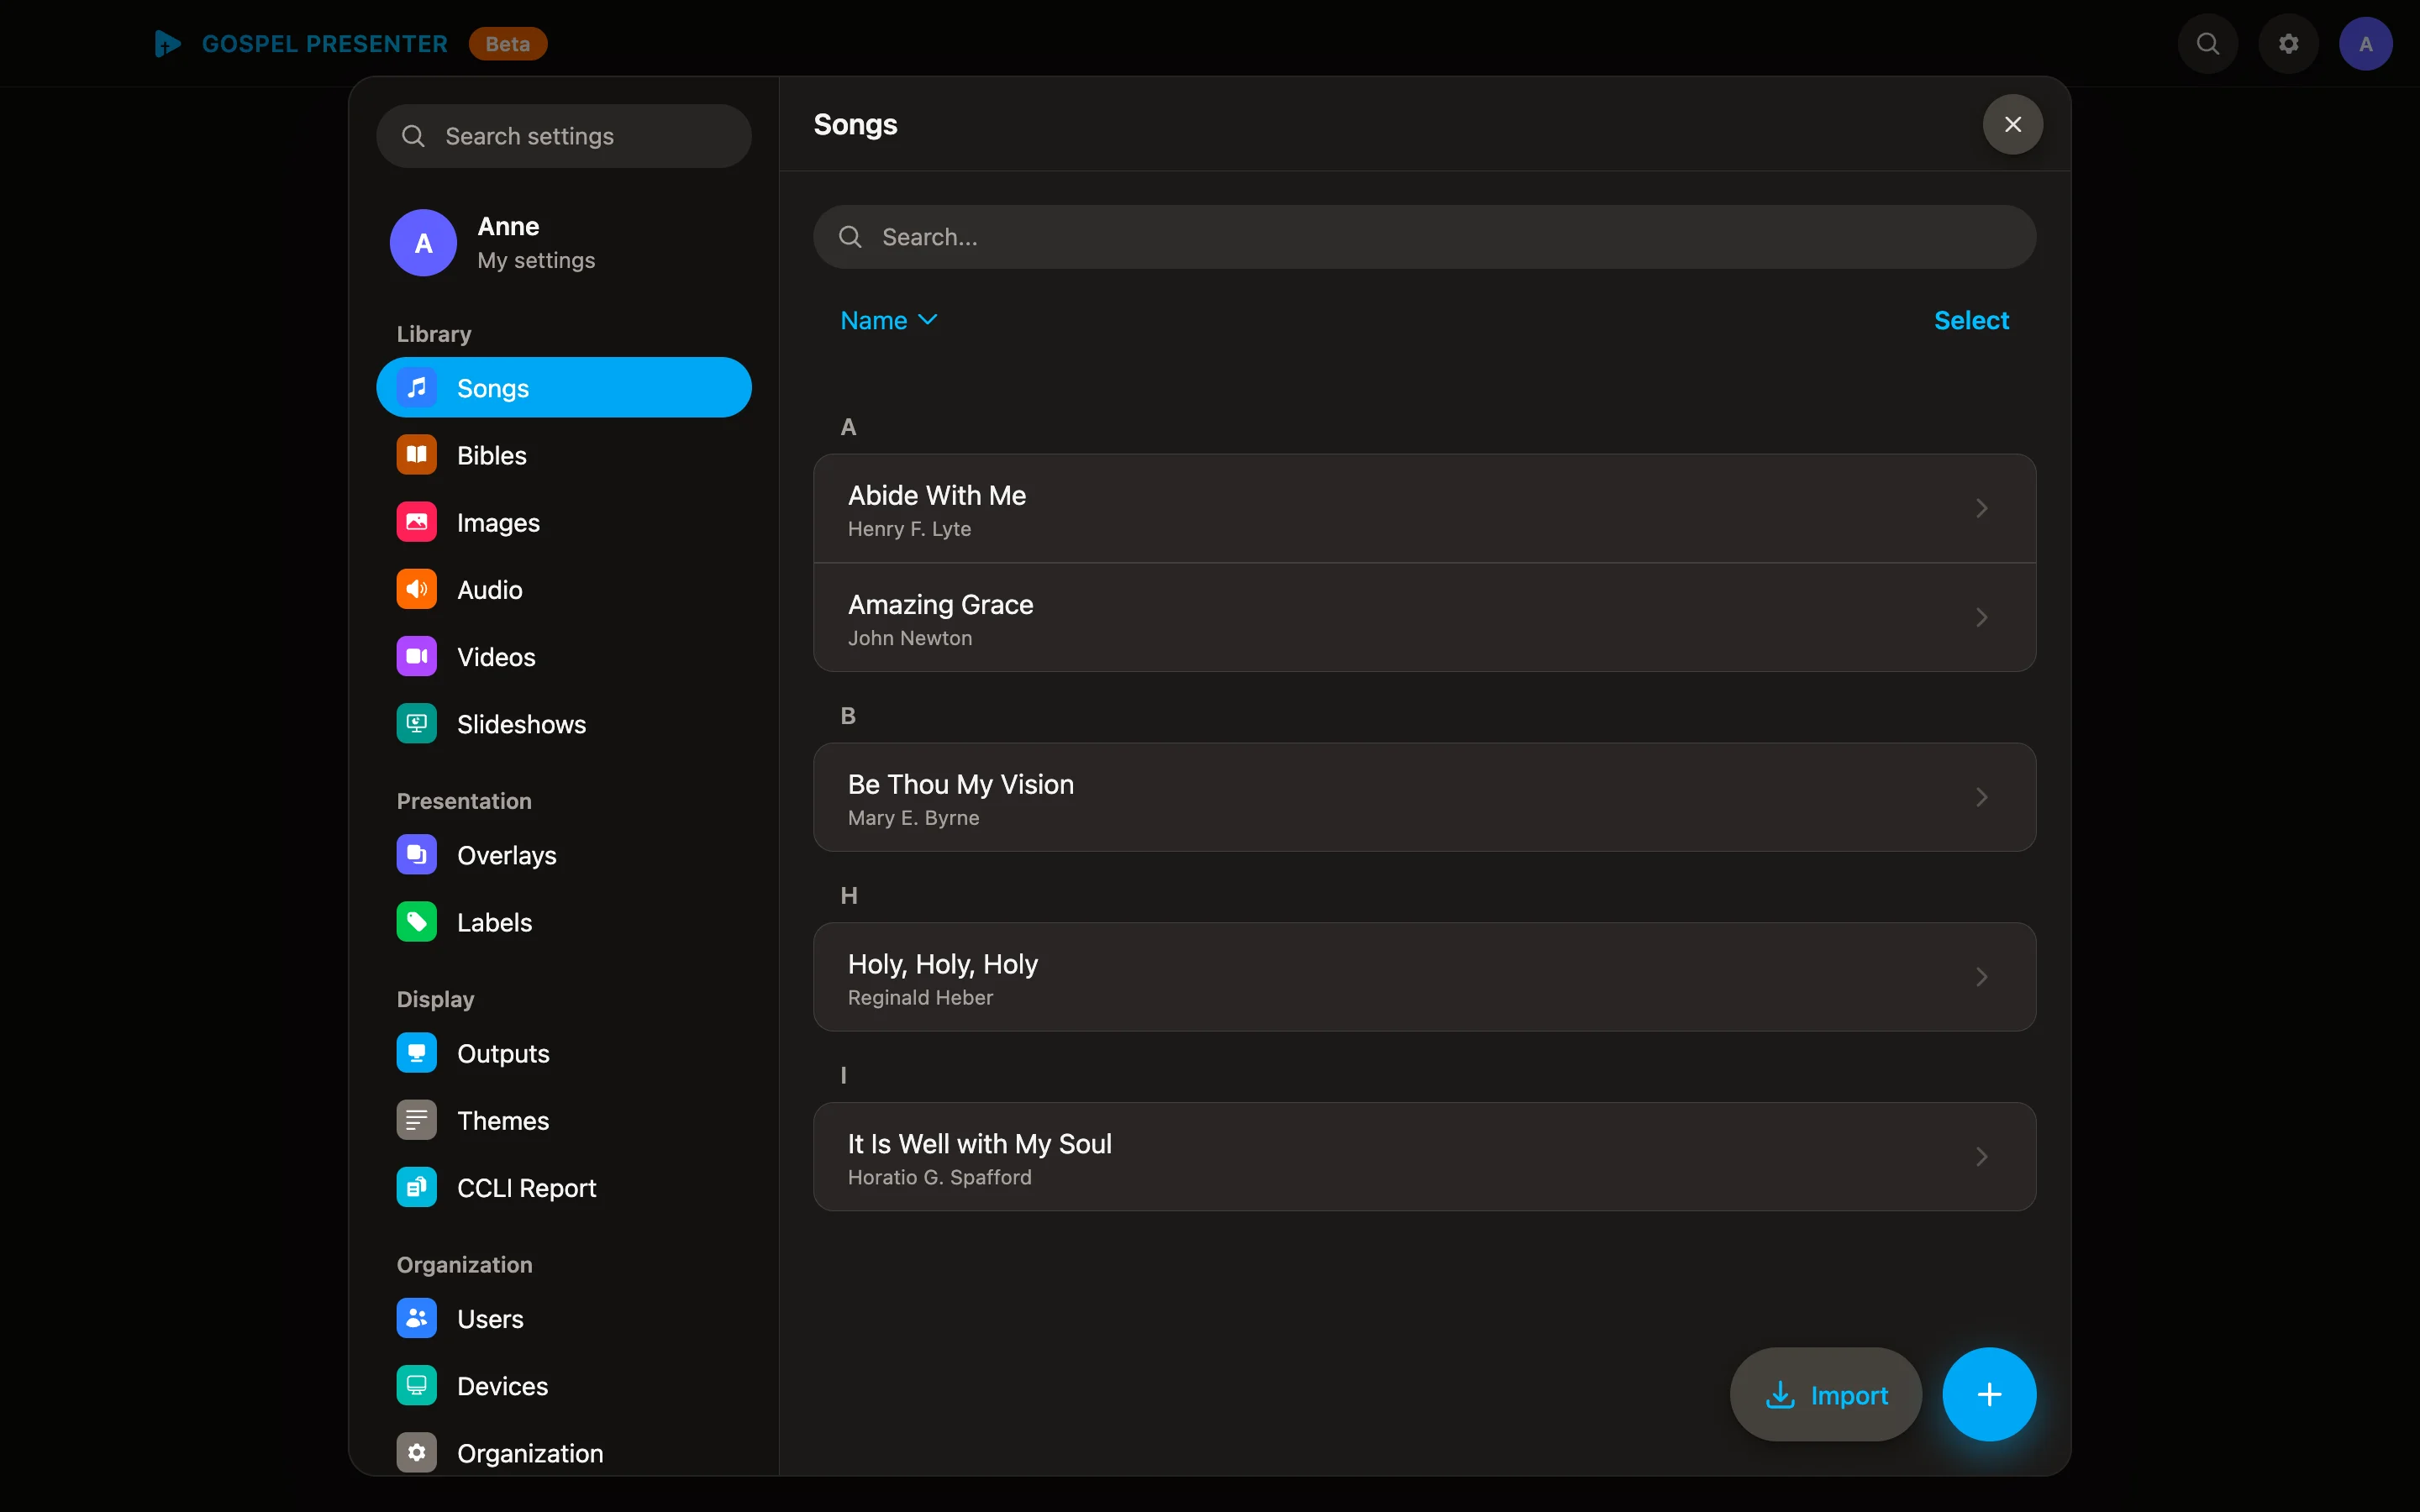 GOSPEL PRESENTER Beta
A
Search settings
A
Anne
My settings
Library
Songs
Bibles
Images
Audio
Videos
Slideshows
Presentation
Overlays
Labels
Display
Outputs
Themes
CCLI Report
Organization
Users
Devices
Organization
Songs
Search...
Name
Select
A
Abide With Me
Henry F. Lyte
Amazing Grace
John Newton
B
Be Thou My Vision
Mary E. Byrne
H
Holy, Holy, Holy
Reginald Heber
I
It Is Well with My Soul
Horatio G. Spafford
Import